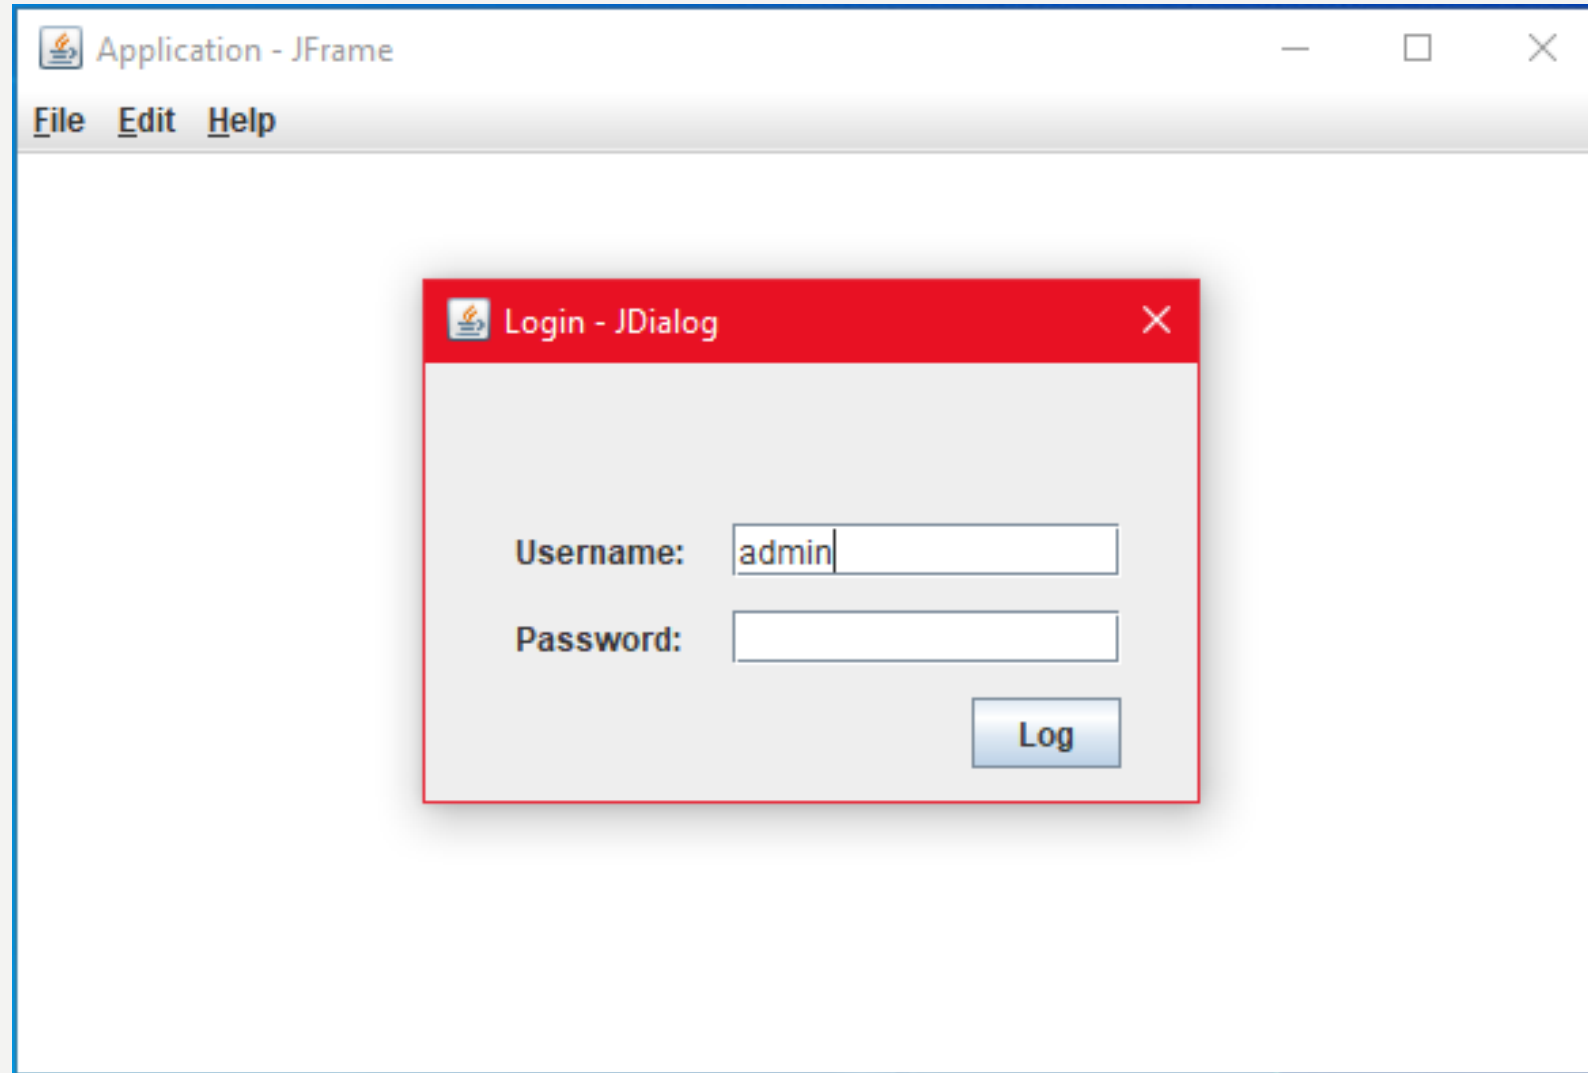 Application - JFrame
File Edit Help
Login - JDialog
Username: admin
Password:
Log